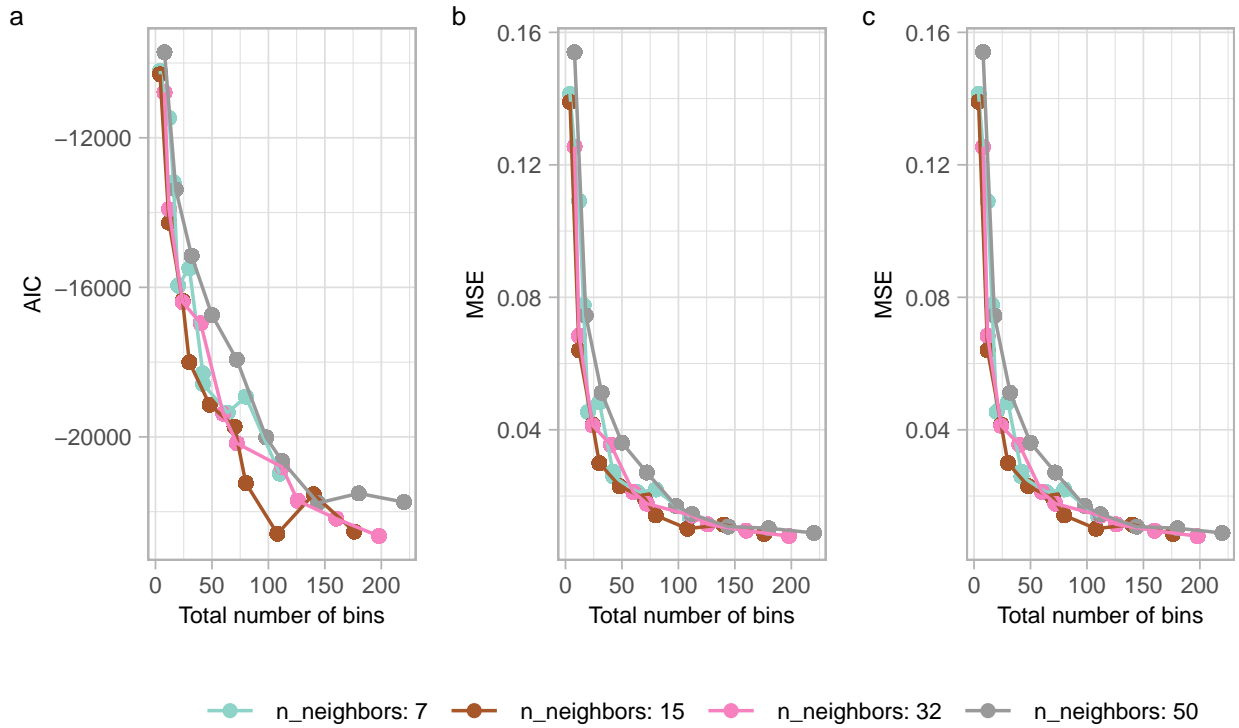 a
AIC
−12000
−16000
−20000
0 50 100 150 200
Total number of bins
b
MSE
0.16
0.12
0.08
0.04
0 50 100 150 200
Total number of bins
c
MSE
0.16
0.12
0.08
0.04
0 50 100 150 200
Total number of bins
n_neighbors: 7 n_neighbors: 15 n_neighbors: 32 n_neighbors: 50